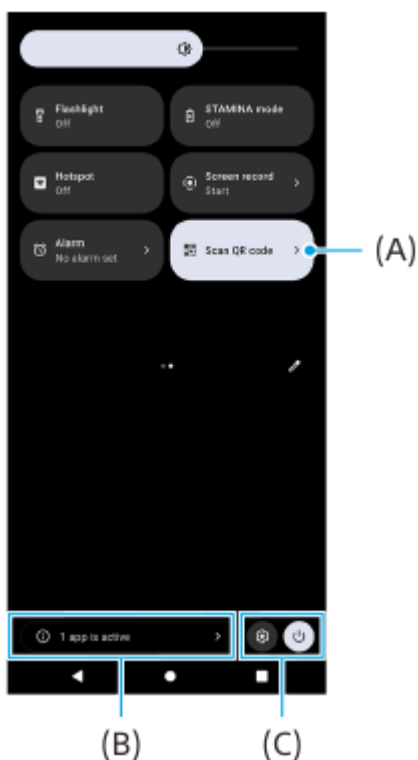 Flashlight
Off
STAMINA mode
Off
Hotspot
Off
Screen record
Start
Alarm
No alarm set
Scan QR code
(A)
1 app is active
(B)
(C)